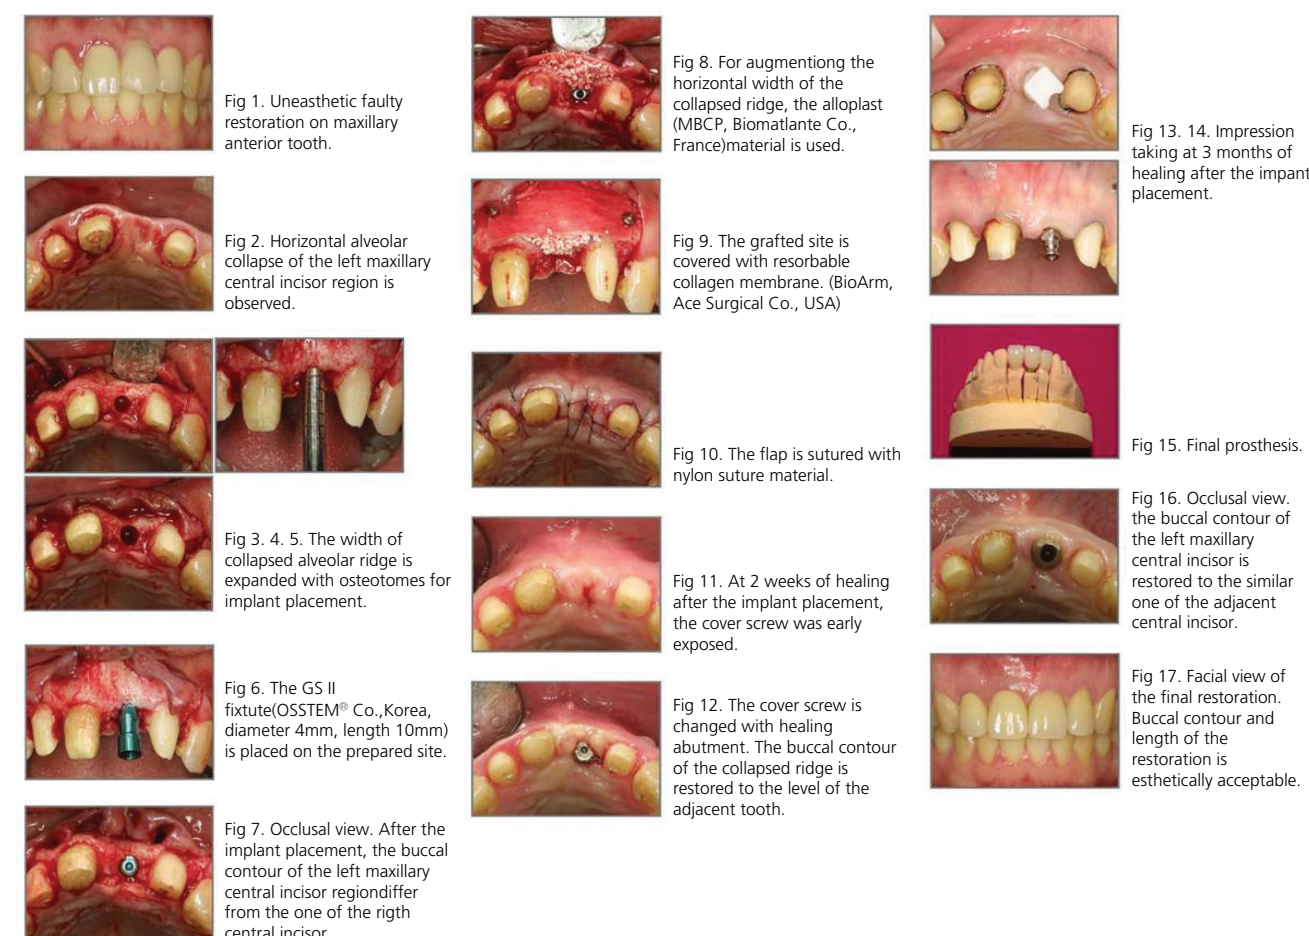 Fig 1. Uneasthetic faulty
restoration on maxillary
anterior tooth.
Fig 2. Horizontal alveolar
collapse of the left maxillary
central incisor region is
observed.
Fig 3. 4. 5. The width of
collapsed alveolar ridge is
expanded with osteotomes for
implant placement.
Fig 6. The GS II
fixtute(OSSTEM® Co.,Korea,
diameter 4mm, length 10mm)
is placed on the prepared site.
Fig 7. Occlusal view. After the
implant placement, the buccal
contour of the left maxillary
central incisor regiondiffer
from the one of the rigth
central incisor
Fig 8. For augmentiong the
horizontal width of the
collapsed ridge, the alloplast
(MBCP, Biomatlante Co.,
France)material is used.
Fig 9. The grafted site is
covered with resorbable
collagen membrane. (BioArm,
Ace Surgical Co., USA)
Fig 10. The flap is sutured with
nylon suture material.
Fig 11. At 2 weeks of healing
after the implant placement,
the cover screw was early
exposed.
Fig 12. The cover screw is
changed with healing
abutment. The buccal contour
of the collapsed ridge is
restored to the level of the
adjacent tooth.
Fig 13. 14. Impression
taking at 3 months of
healing after the impant
placement.
Fig 15. Final prosthesis.
Fig 16. Occlusal view.
the buccal contour of
the left maxillary
central incisor is
restored to the similar
one of the adjacent
central incisor.
Fig 17. Facial view of
the final restoration.
Buccal contour and
length of the
restoration is
esthetically acceptable.